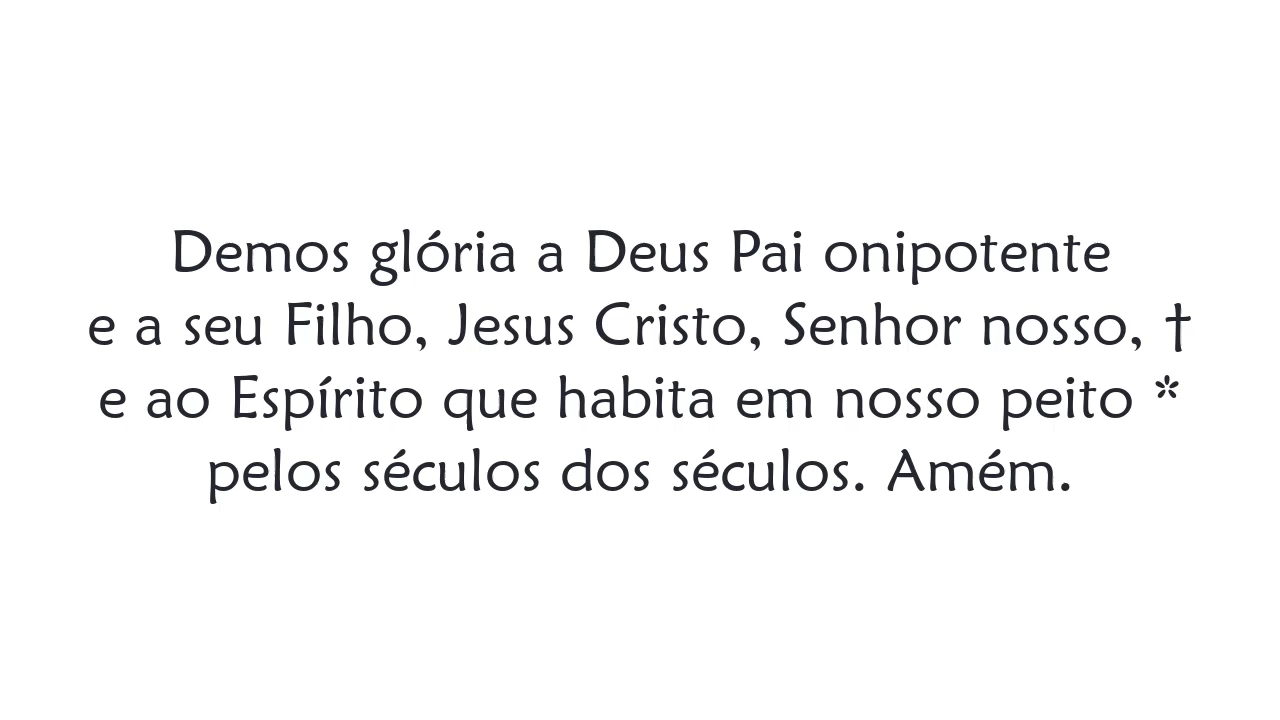 Demos glória a Deus Pai onipotente
e a seu Filho, Jesus Cristo, Senhor nosso, †
e ao Espírito que habita em nosso peito *
pelos séculos dos séculos. Amém.